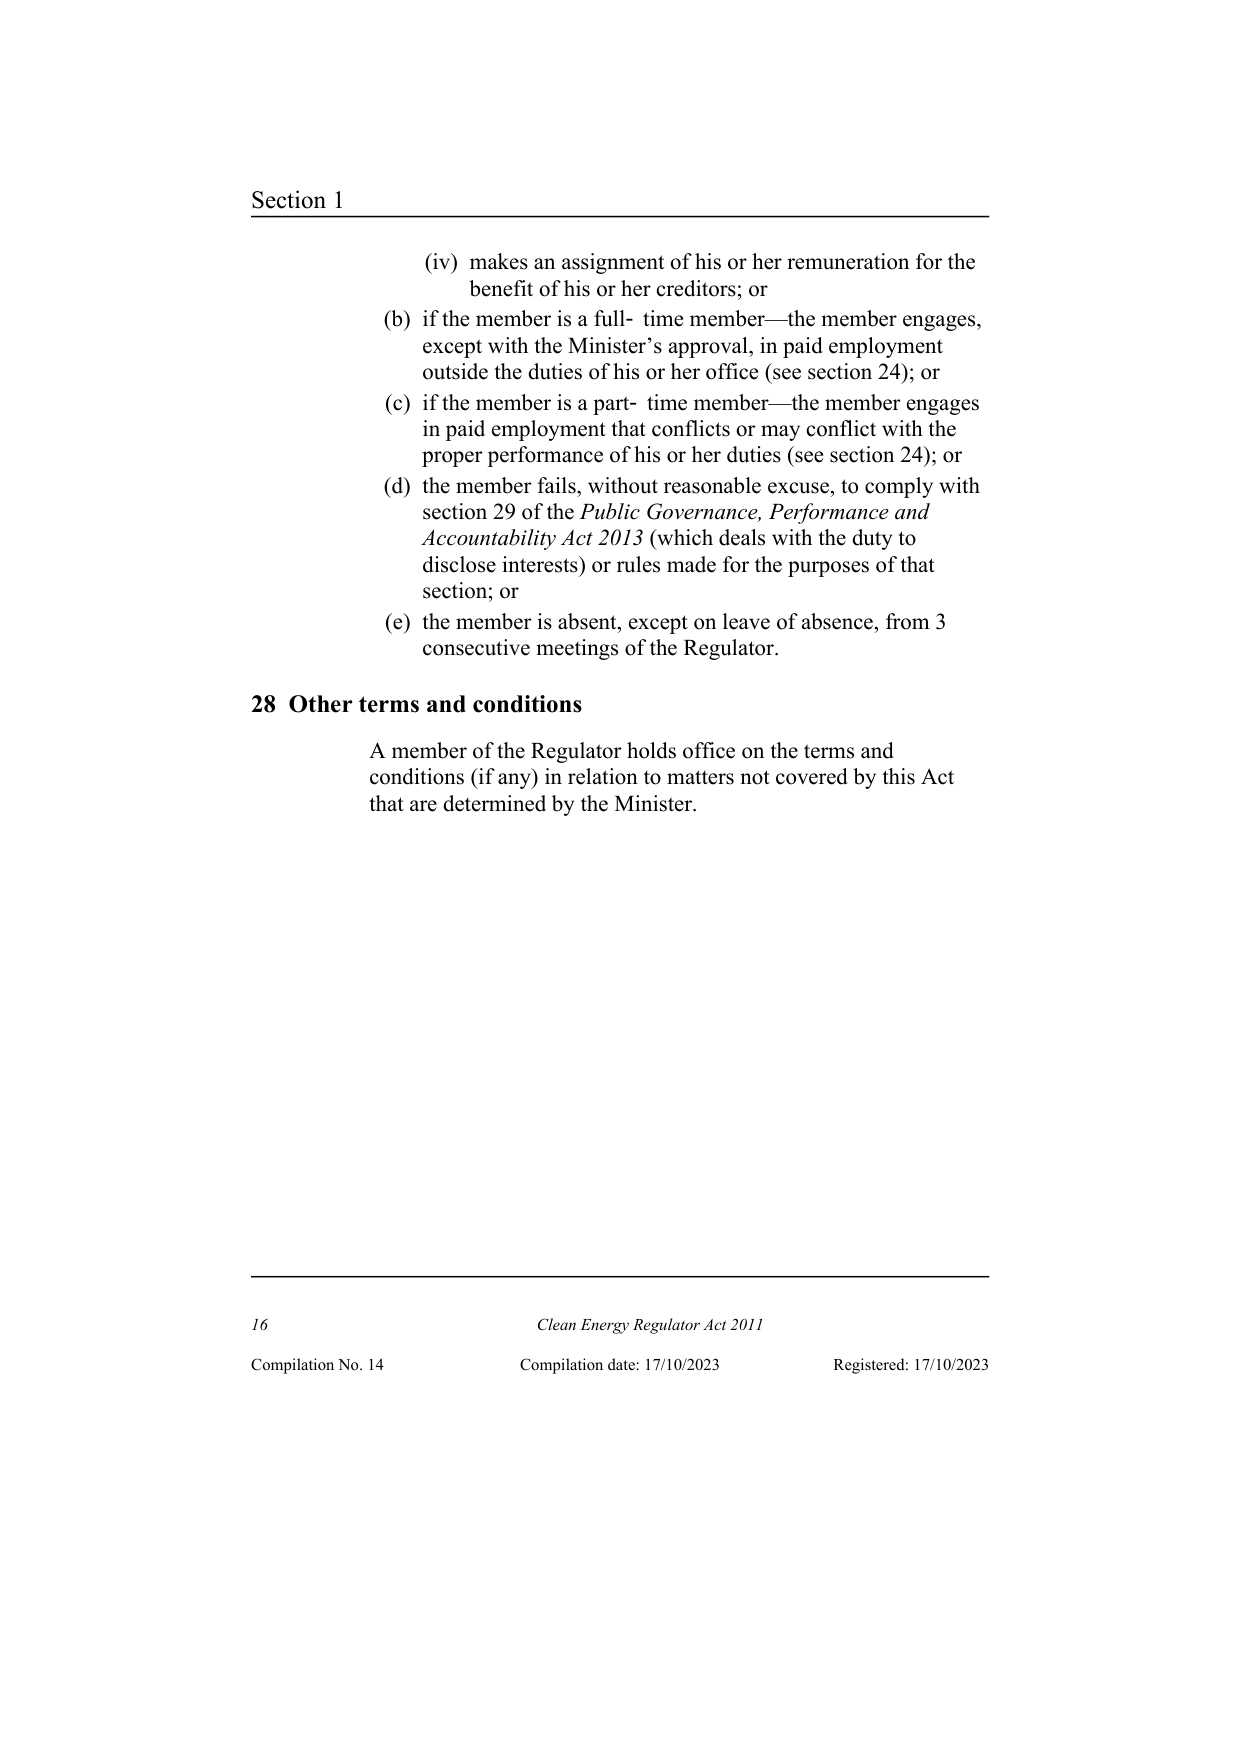 Section 1
(iv) makes an assignment of his or her remuneration for the
benefit of his or her creditors; or
(b) if the member is a full- time member—the member engages,
except with the Minister’s approval, in paid employment
outside the duties of his or her office (see section 24); or
(c) if the member is a part- time member—the member engages
in paid employment that conflicts or may conflict with the
proper performance of his or her duties (see section 24); or
(d) the member fails, without reasonable excuse, to comply with
section 29 of the Public Governance, Performance and
Accountability Act 2013 (which deals with the duty to
disclose interests) or rules made for the purposes of that
section; or
(e) the member is absent, except on leave of absence, from 3
consecutive meetings of the Regulator.
28 Other terms and conditions
A member of the Regulator holds office on the terms and
conditions (if any) in relation to matters not covered by this Act
that are determined by the Minister.
16 Clean Energy Regulator Act 2011
Compilation No. 14 Compilation date: 17/10/2023 Registered: 17/10/2023